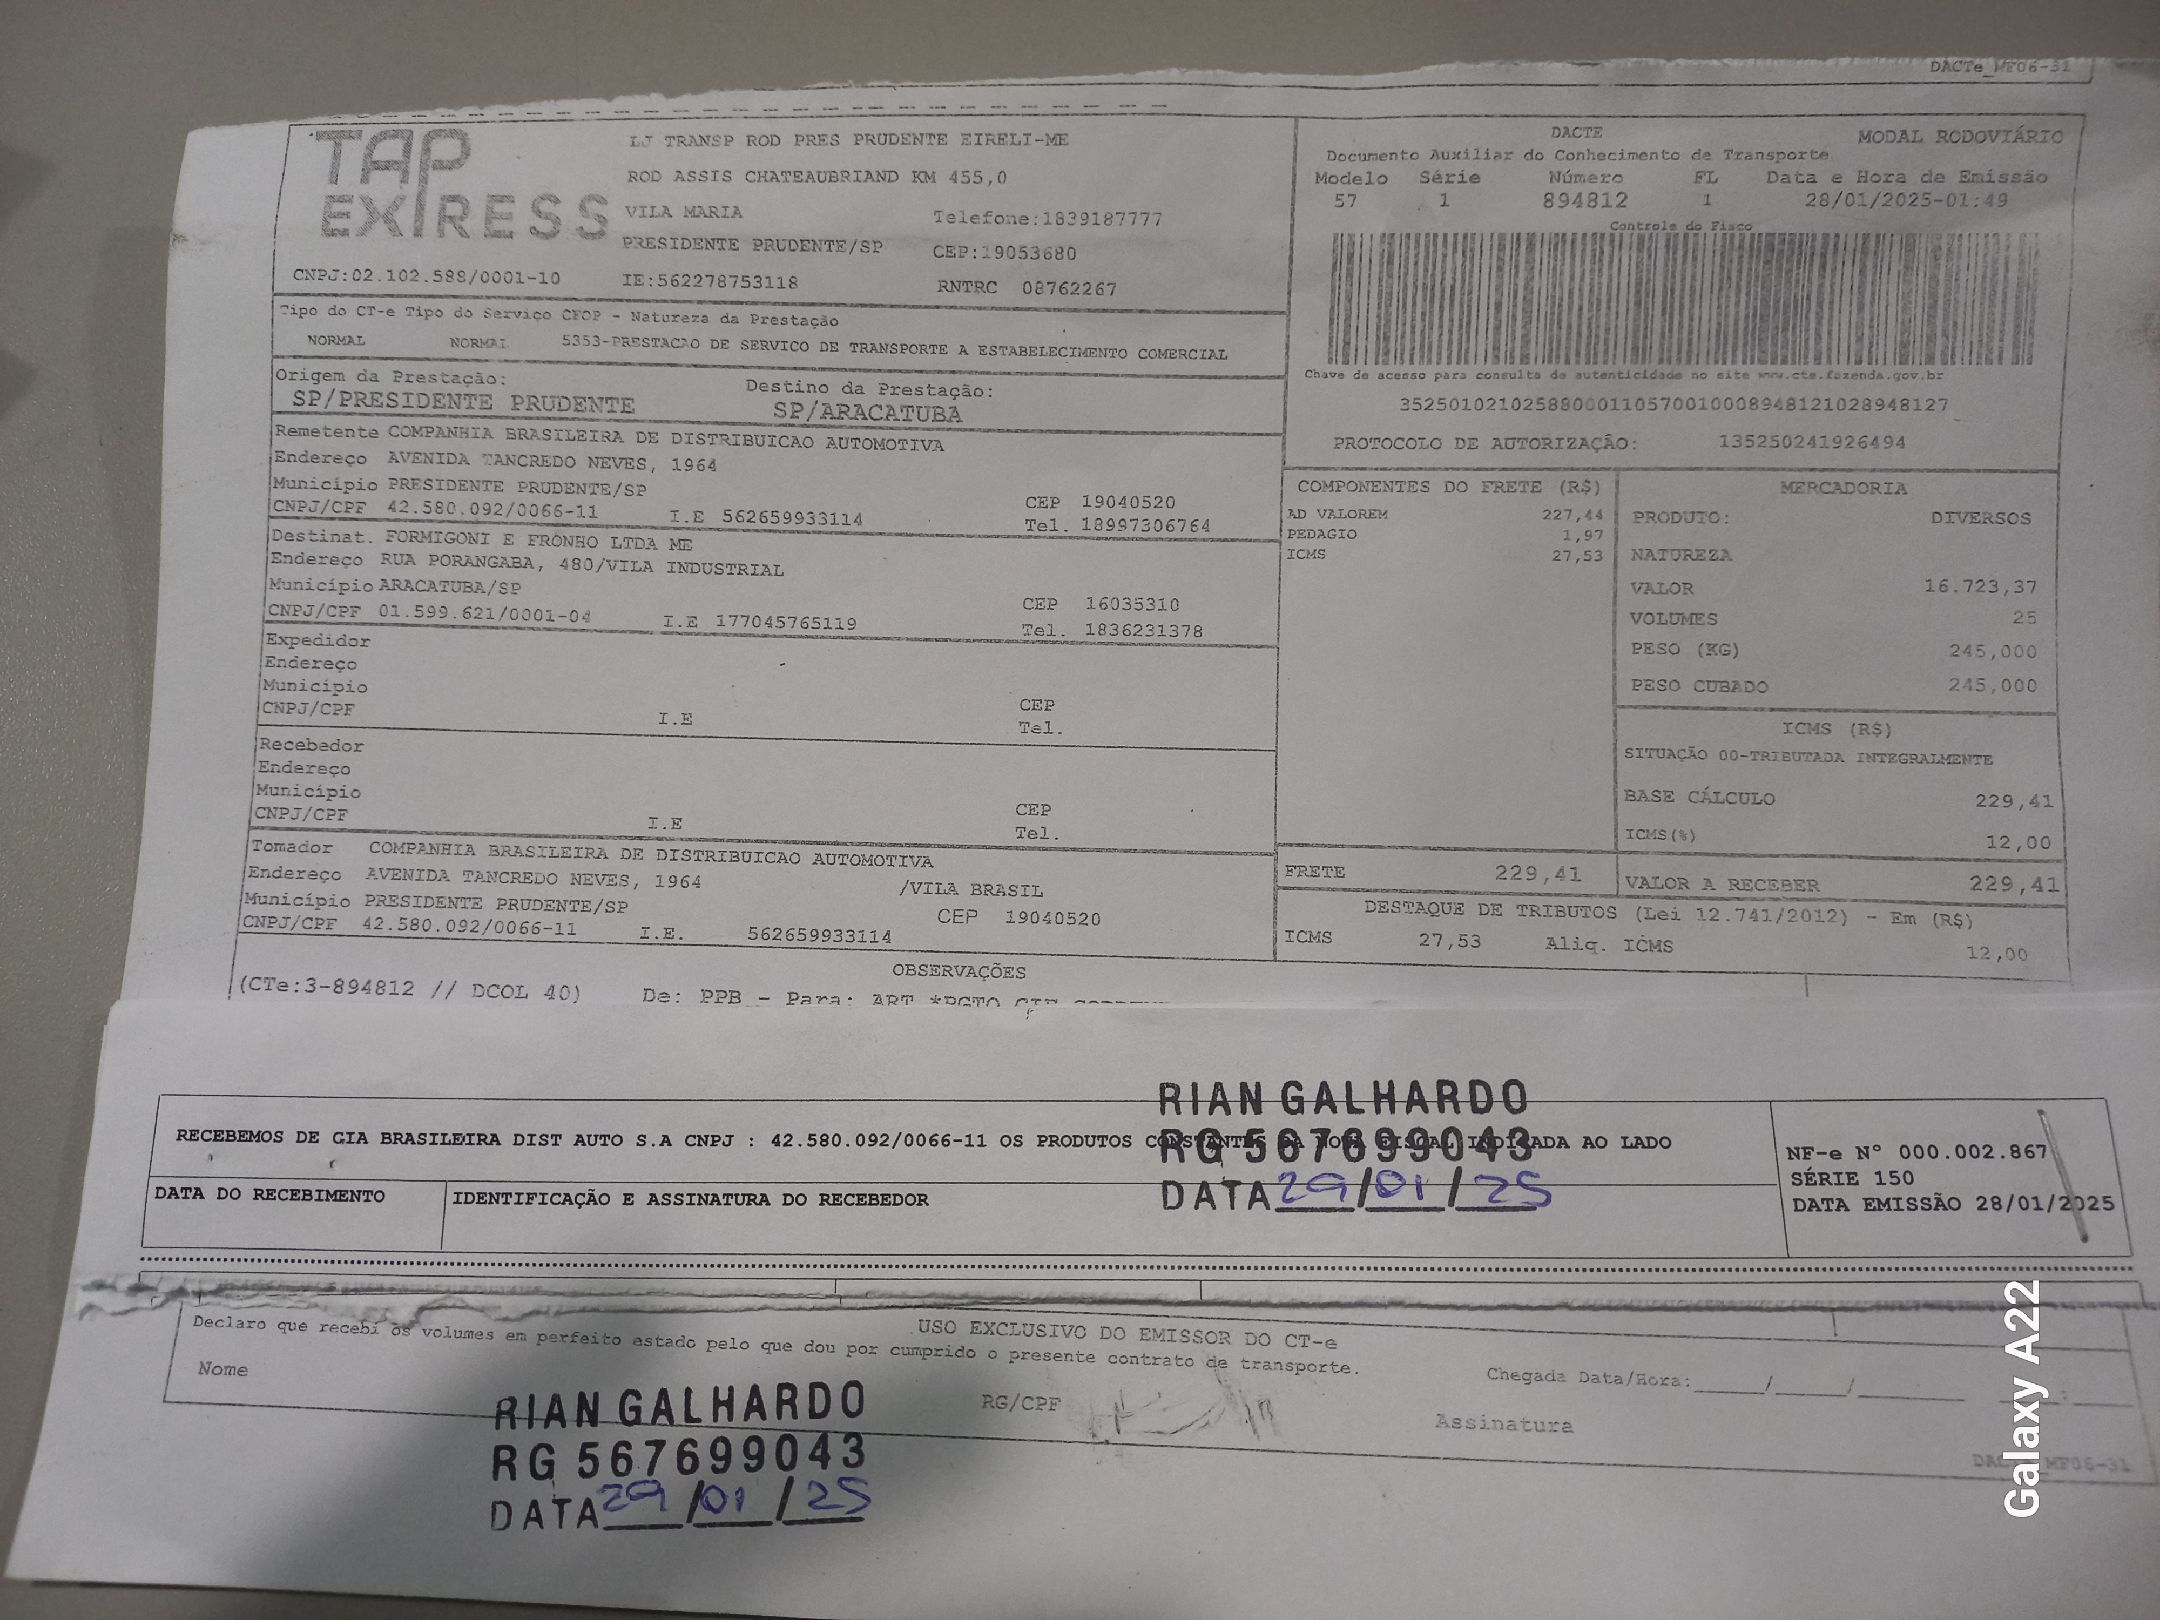 DACTe_MF06-31
TAP EXPRESS
LJ TRANSP ROD PRES PRUDENTE EIRELI-ME
ROD ASSIS CHATEAUBRIAND KM 455,0
VILA MARIA Telefone:1839187777
PRESIDENTE PRUDENTE/SP CEP:19053680
CNPJ:02.102.588/0001-10 IE:562278753118 RNTRC 08762267
DACTE MODAL RODOVIÁRIO
Documento Auxiliar do Conhecimento de Transporte
Modelo Série Número FL Data e Hora de Emissão
57 1 894812 1 28/01/2025-01:49
Controle do Fisco
Chave de acesso para consulta de autenticidade no site www.cte.fazenda.gov.br
35250102102588000110570010008948121028948127
PROTOCOLO DE AUTORIZAÇÃO: 135250241926494
Tipo do CT-e Tipo do Serviço CFOP - Natureza da Prestação
NORMAL NORMAL 5353-PRESTACAO DE SERVICO DE TRANSPORTE A ESTABELECIMENTO COMERCIAL
Origem da Prestação: Destino da Prestação:
SP/PRESIDENTE PRUDENTE SP/ARACATUBA
Remetente COMPANHIA BRASILEIRA DE DISTRIBUICAO AUTOMOTIVA
Endereço AVENIDA TANCREDO NEVES, 1964
Município PRESIDENTE PRUDENTE/SP CEP 19040520
CNPJ/CPF 42.580.092/0066-11 I.E 562659933114 Tel. 18997306764
Destinat. FORMIGONI E FRONHO LTDA ME
Endereço RUA PORANGABA, 480/VILA INDUSTRIAL
Município ARACATUBA/SP CEP 16035310
CNPJ/CPF 01.599.621/0001-04 I.E 177045765119 Tel. 1836231378
Expedidor
Endereço
Município CEP
CNPJ/CPF I.E Tel.
Recebedor
Endereço
Município CEP
CNPJ/CPF I.E Tel.
Tomador COMPANHIA BRASILEIRA DE DISTRIBUICAO AUTOMOTIVA
Endereço AVENIDA TANCREDO NEVES, 1964 /VILA BRASIL
Município PRESIDENTE PRUDENTE/SP CEP 19040520
CNPJ/CPF 42.580.092/0066-11 I.E. 562659933114
COMPONENTES DO FRETE (R$)
AD VALOREM 227,44
PEDAGIO 1,97
ICMS 27,53
MERCADORIA
PRODUTO: DIVERSOS
NATUREZA
VALOR 16.723,37
VOLUMES 25
PESO (KG) 245,000
PESO CUBADO 245,000
ICMS (R$)
SITUAÇÃO 00-TRIBUTADA INTEGRALMENTE
BASE CÁLCULO 229,41
ICMS(%) 12,00
FRETE 229,41 VALOR A RECEBER 229,41
DESTAQUE DE TRIBUTOS (Lei 12.741/2012) - Em (R$)
ICMS 27,53 Aliq. ICMS 12,00
OBSERVAÇÕES
(CTe:3-894812 // DCOL 40) De: PPB - Para: ART *PGTO CIF
RECEBEMOS DE CIA BRASILEIRA DIST AUTO S.A CNPJ : 42.580.092/0066-11 OS PRODUTOS CONSTANTES DA NOTA FISCAL INDICADA AO LADO
RIAN GALHARDO
RG 567699043
DATA 29/01/25
DATA DO RECEBIMENTO IDENTIFICAÇÃO E ASSINATURA DO RECEBEDOR
NF-e Nº 000.002.867
SÉRIE 150
DATA EMISSÃO 28/01/2025
USO EXCLUSIVO DO EMISSOR DO CT-e
Declaro que recebi os volumes em perfeito estado pelo que dou por cumprido o presente contrato de transporte.
Nome RG/CPF Assinatura
Chegada Data/Hora:_____/_____/_______ ____:____
RIAN GALHARDO
RG 567699043
DATA 29/01/25
MF06-31
Galaxy A22